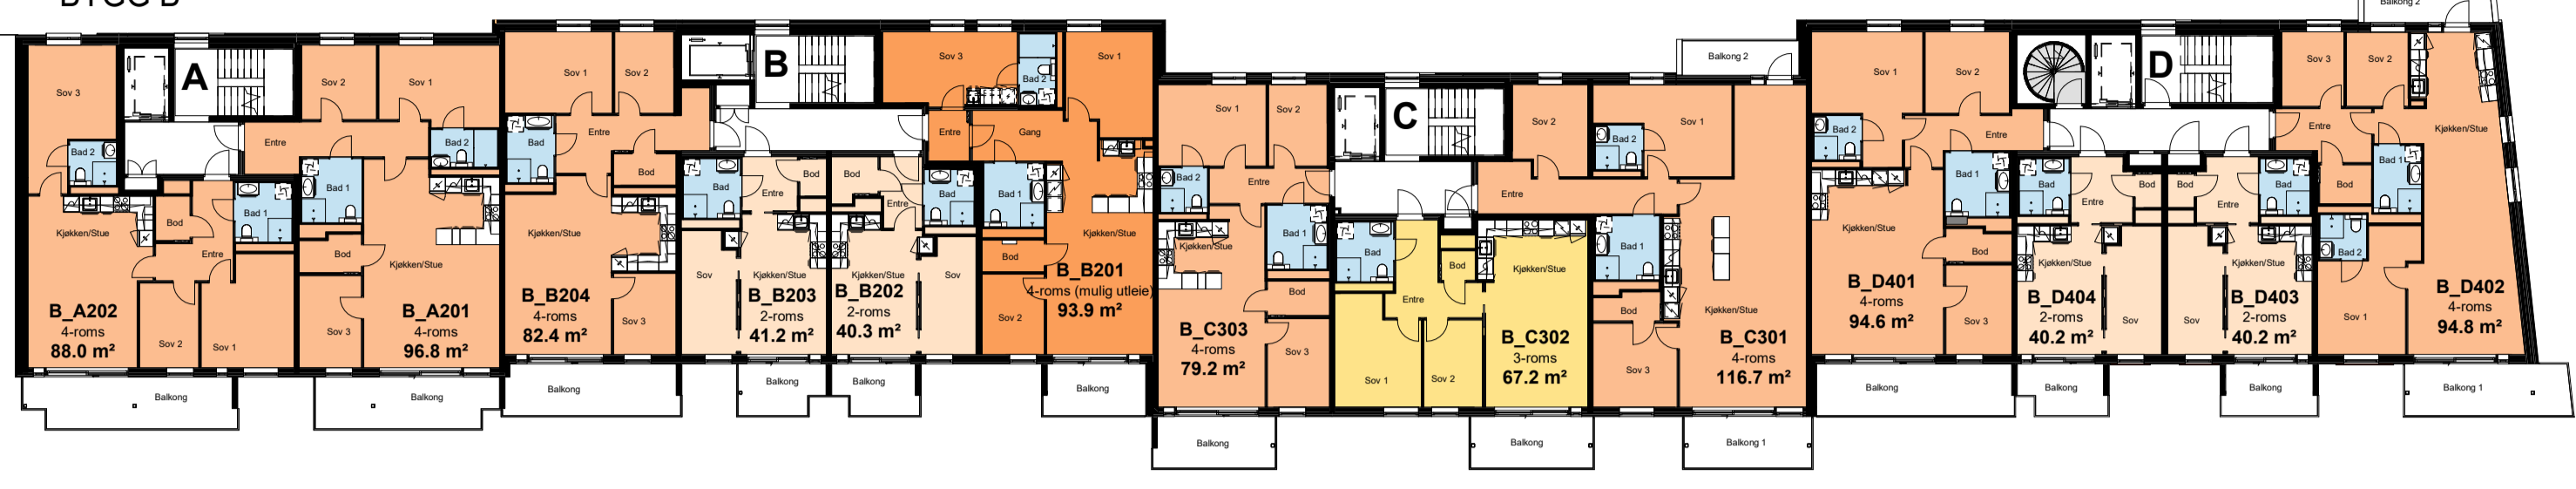 BYGG B
Balkong 2
A
B
C
D
Sov 3
Bad 2
Kjøkken/Stue
Bod
Bad 1
Entre
B_A202
4-roms
88.0 m²
Sov 2
Sov 1
Balkong
Sov 2
Sov 1
Entre
Bad 2
Bad 1
Bod
Kjøkken/Stue
Sov 3
B_A201
4-roms
96.8 m²
Balkong
Sov 1
Sov 2
Entre
Bad
Bod
Kjøkken/Stue
B_B204
4-roms
82.4 m²
Sov 3
Balkong
Bad
Bod
Entre
Sov
Kjøkken/Stue
B_B203
2-roms
41.2 m²
Balkong
Bod
Entre
Bad
Kjøkken/Stue
Sov
B_B202
2-roms
40.3 m²
Balkong
Sov 3
Bad 2
Sov 1
Entre
Gang
Bad 1
Kjøkken/Stue
Bod
B_B201
4-roms (mulig utleie)
93.9 m²
Sov 2
Balkong
Sov 1
Sov 2
Bad 2
Entre
Bad 1
Kjøkken/Stue
Bod
B_C303
4-roms
79.2 m²
Sov 3
Balkong
Bad
Bod
Kjøkken/Stue
Entre
B_C302
3-roms
67.2 m²
Sov 1
Sov 2
Balkong
Balkong 2
Sov 2
Bad 2
Sov 1
Entre
Bad 1
Bod
Kjøkken/Stue
B_C301
4-roms
116.7 m²
Sov 3
Balkong 1
Sov 1
Sov 2
Bad 2
Entre
Bad 1
Kjøkken/Stue
Bod
B_D401
4-roms
94.6 m²
Sov 3
Balkong
Bad
Bod
Entre
Kjøkken/Stue
B_D404
2-roms
40.2 m²
Sov
Balkong
Bod
Bad
Entre
Kjøkken/Stue
Sov
B_D403
2-roms
40.2 m²
Balkong
Sov 3
Sov 2
Entre
Kjøkken/Stue
Bad 1
Bod
Bad 2
B_D402
4-roms
94.8 m²
Sov 1
Balkong 1